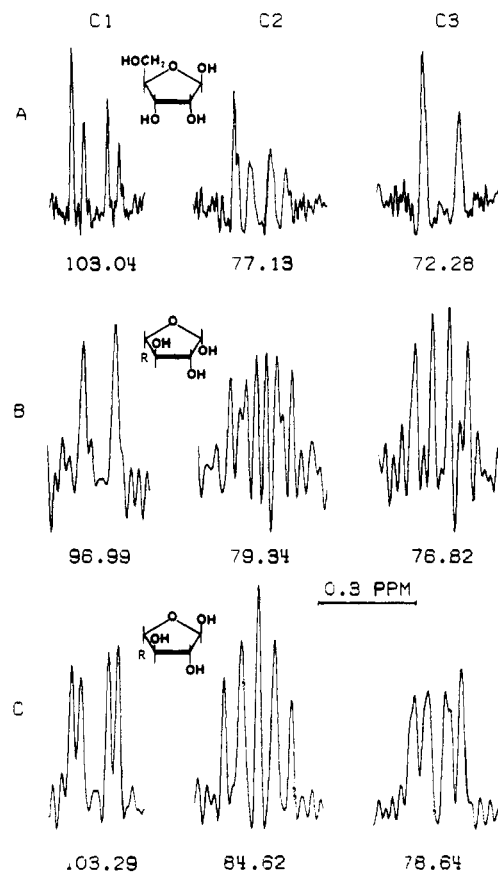 C1 C2 C3
A
HOCH2 O OH
HO OH
103.04 77.13 72.28
B
O
OH OH
R
OH
96.99 79.34 76.82
0.3 PPM
C
O OH
OH
R
OH
103.29 84.62 78.64